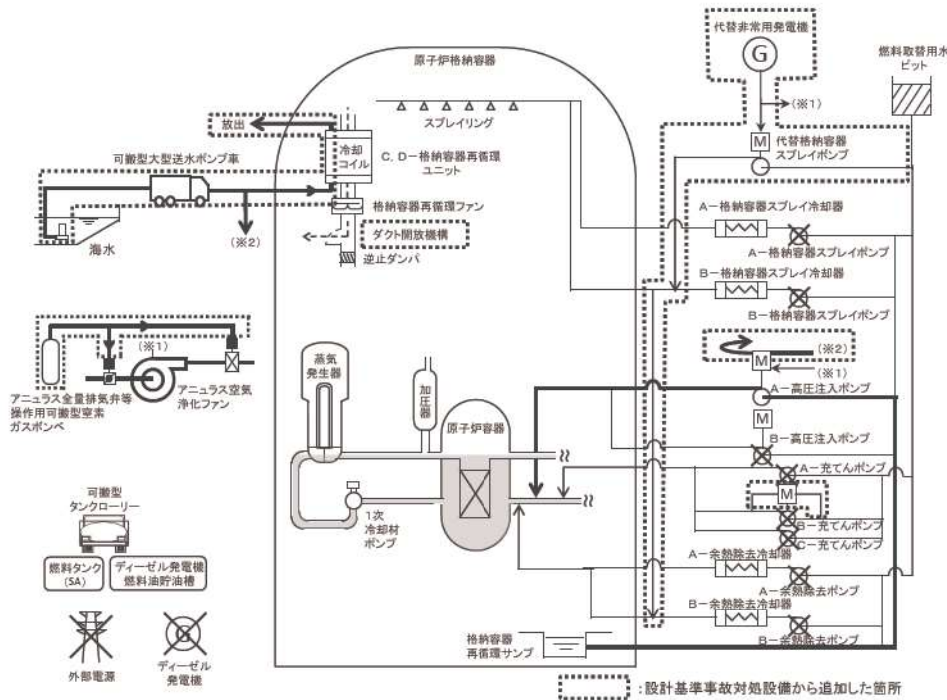 代替非常用発電機
G
燃料取替用水
ピット
原子炉格納容器
(※1)
放出
スプレイリング
M
代替格納容器
スプレイポンプ
冷却
コイル
C, D－格納容器再循環
ユニット
可搬型大型送水ポンプ車
格納容器再循環ファン
A－格納容器スプレイ冷却器
(※2)
海水
ダクト開放機構
A－格納容器スプレイポンプ
逆止ダンパ
B－格納容器スプレイ冷却器
B－格納容器スプレイポンプ
(※1)
(※2)
M
(※1)
蒸気
発生器
加圧器
アニュラス空気
浄化ファン
アニュラス全量排気弁等
操作用可搬型窒素
ガスボンベ
A－高圧注入ポンプ
M
原子炉容器
B－高圧注入ポンプ
A－充てんポンプ
M
可搬型
タンクローリー
1次
冷却材
ポンプ
B－充てんポンプ
C－充てんポンプ
A－余熱除去冷却器
燃料タンク
(SA)
ディーゼル発電機
燃料油貯油槽
A－余熱除去ポンプ
B－余熱除去冷却器
G
格納容器
再循環サンプ
B－余熱除去ポンプ
外部電源
ディーゼル
発電機
：設計基準事故対処設備から追加した箇所